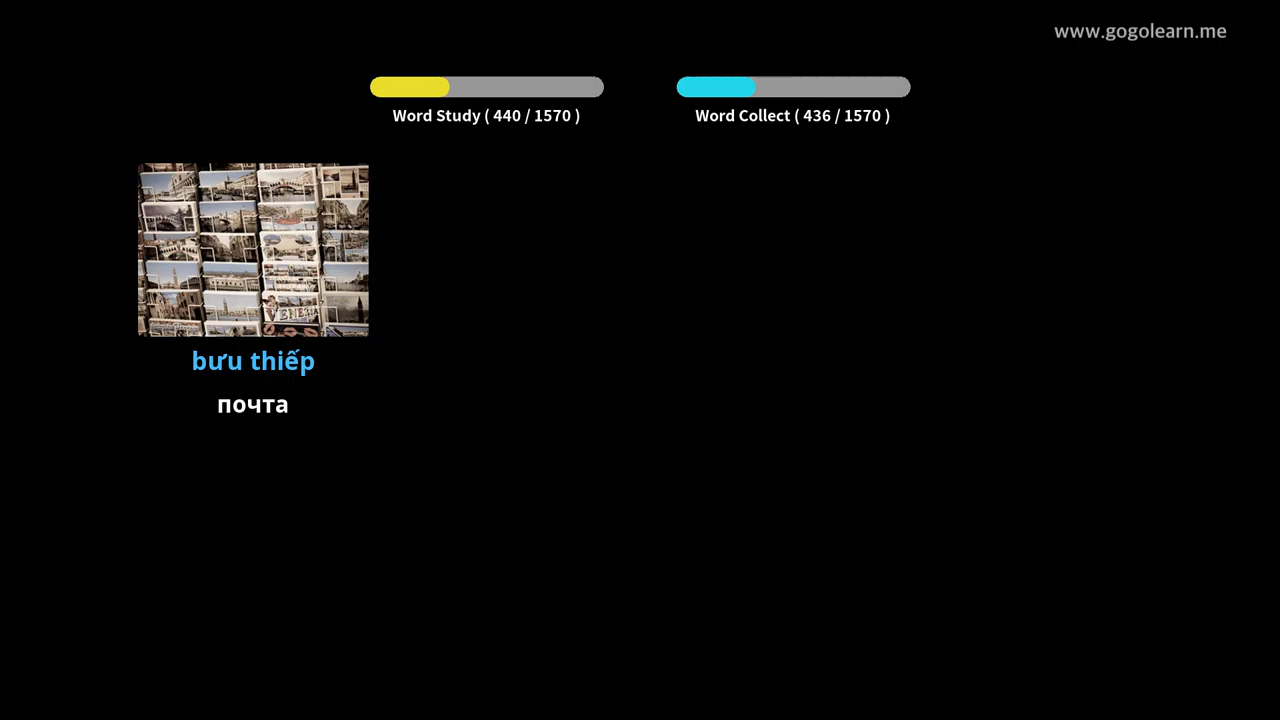 www.gogolearn.me
Word Study ( 440 / 1570 )
Word Collect ( 436 / 1570 )
bưu thiếp
почта